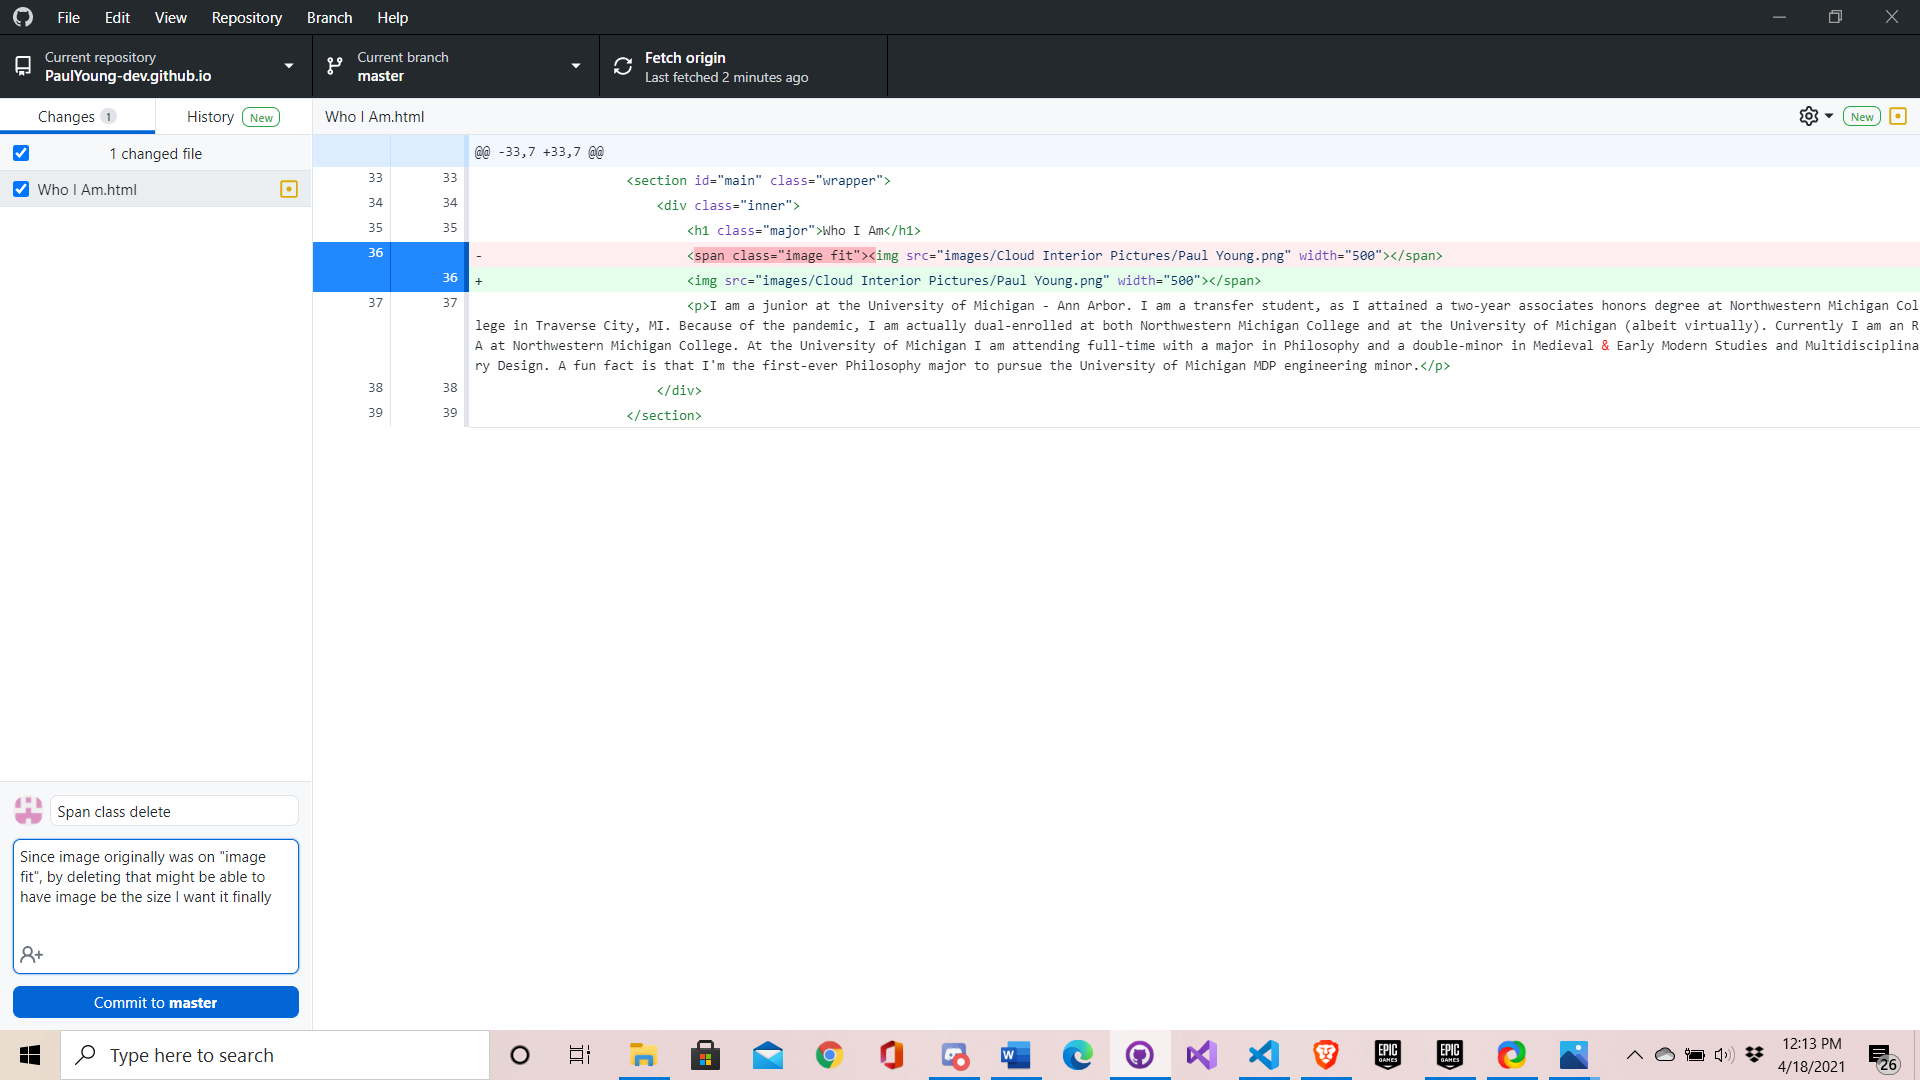 File Edit View Repository Branch Help
Current repository
PaulYoung-dev.github.io
Current branch
master
Fetch origin
Last fetched 2 minutes ago
Changes 1
History New
Who I Am.html
New
1 changed file
Who I Am.html
@@ -33,7 +33,7 @@
33 33 <section id="main" class="wrapper">
34 34 <div class="inner">
35 35 <h1 class="major">Who I Am</h1>
36 - <span class="image fit"><img src="images/Cloud Interior Pictures/Paul Young.png" width="500"></span>
36 + <img src="images/Cloud Interior Pictures/Paul Young.png" width="500"></span>
37 37 <p>I am a junior at the University of Michigan - Ann Arbor. I am a transfer student, as I attained a two-year associates honors degree at Northwestern Michigan Col
lege in Traverse City, MI. Because of the pandemic, I am actually dual-enrolled at both Northwestern Michigan College and at the University of Michigan (albeit virtually). Currently I am an R
A at Northwestern Michigan College. At the University of Michigan I am attending full-time with a major in Philosophy and a double-minor in Medieval & Early Modern Studies and Multidisciplina
ry Design. A fun fact is that I'm the first-ever Philosophy major to pursue the University of Michigan MDP engineering minor.</p>
38 38 </div>
39 39 </section>
Span class delete
Since image originally was on "image
fit", by deleting that might be able to
have image be the size I want it finally
Commit to master
Type here to search
W
EPIC
GAMES
EPIC
GAMES
12:13 PM
4/18/2021
26